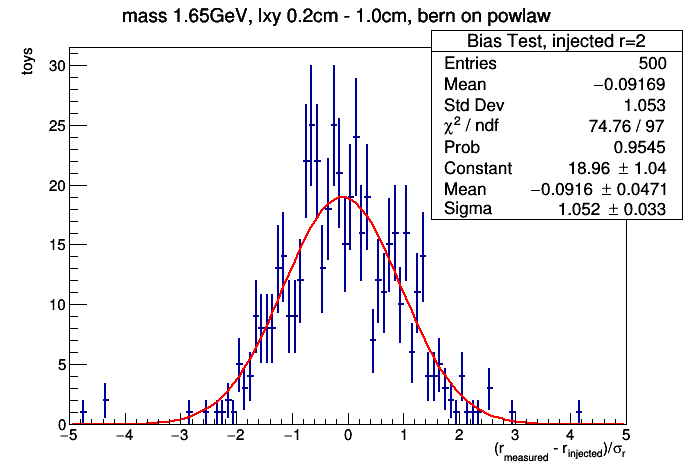 mass 1.65GeV, lxy 0.2cm - 1.0cm, bern on powlaw
Bias Test, injected r=2
Entries 500
Mean −0.09169
Std Dev 1.053
χ² / ndf 74.76 / 97
Prob 0.9545
Constant 18.96 ± 1.04
Mean −0.0916 ± 0.0471
Sigma 1.052 ± 0.033
toys
30
25
20
15
10
5
0
−5 −4 −3 −2 −1 0 1 2 3 4 5
(r_measured - r_injected)/σ_r